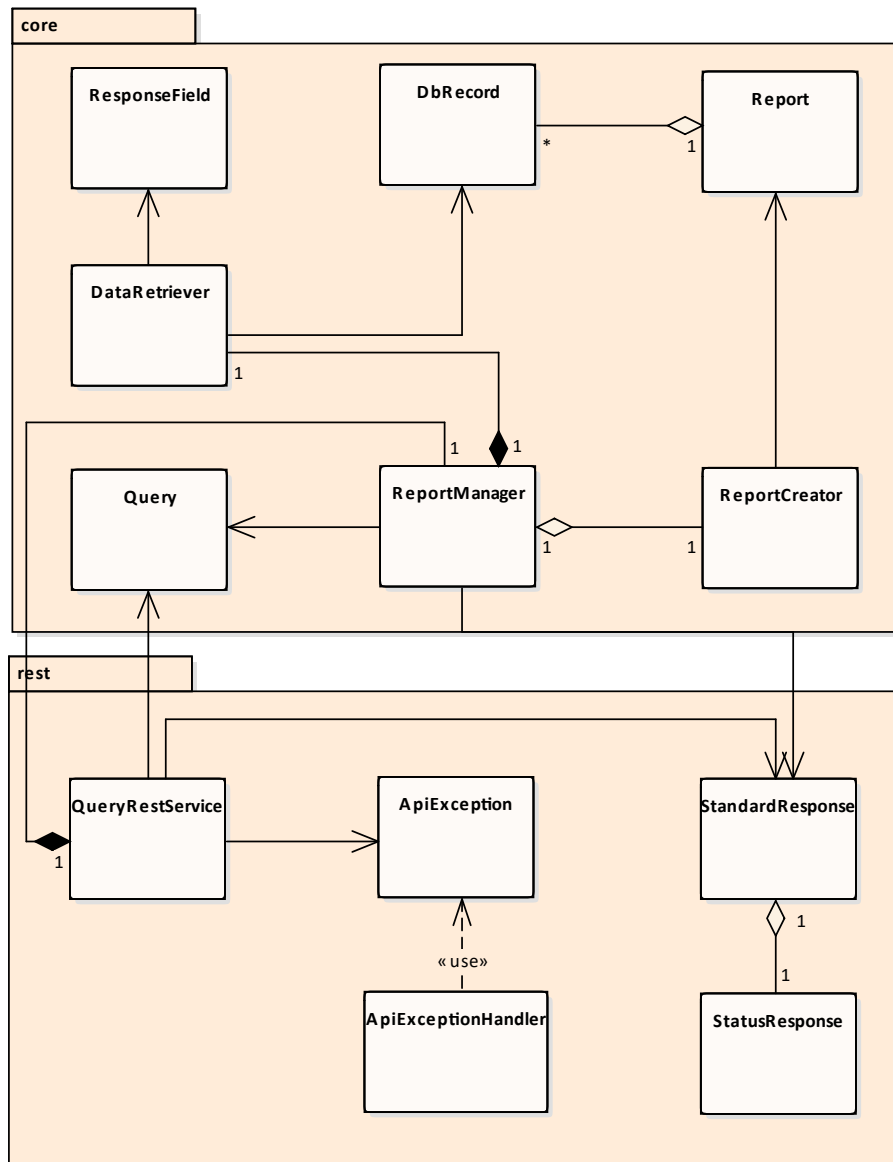 core
ResponseField
DbRecord
Report
*
1
DataRetriever
1
1
1
Query
ReportManager
ReportCreator
1
1
rest
QueryRestService
ApiException
StandardResponse
1
1
«use»
1
ApiExceptionHandler
StatusResponse